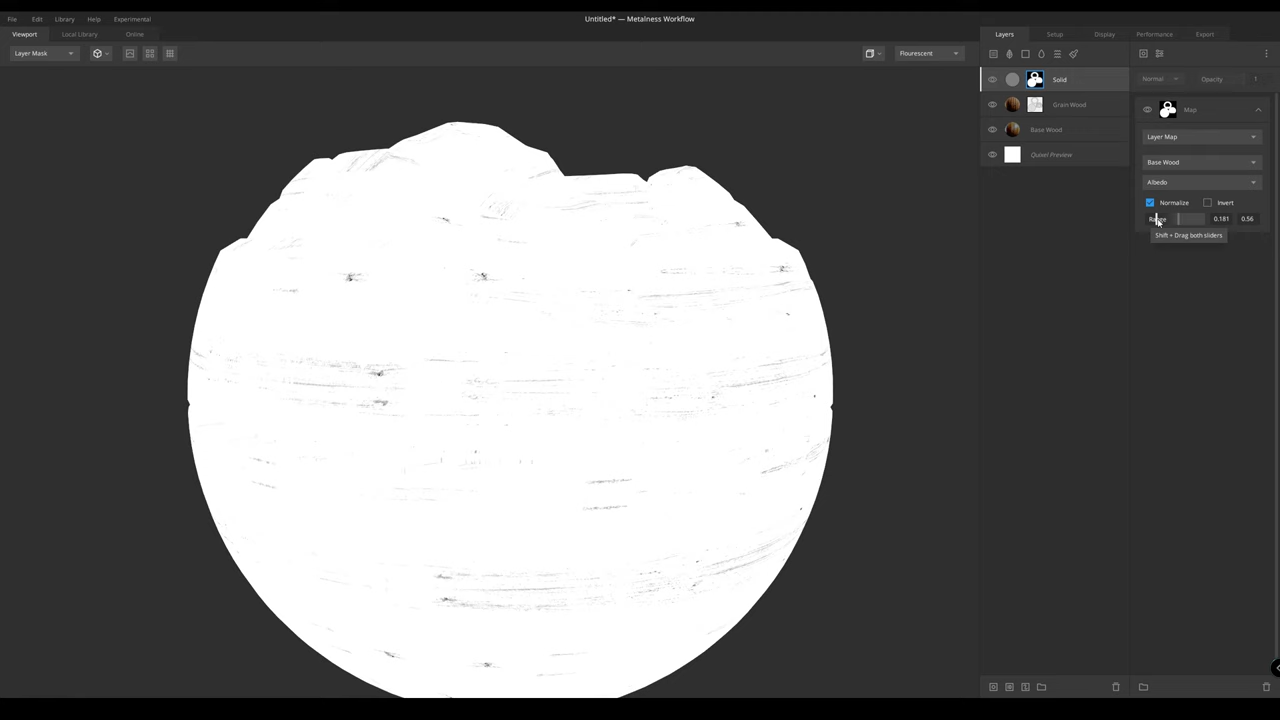 File Edit Library Help Experimental
Untitled* — Metalness Workflow
Viewport Local Library Online
Layers Setup Display Performance Export
Layer Mask
Flourescent
Solid
Grain Wood
Base Wood
Quixel Preview
Normal Opacity 1
Map
Layer Map
Base Wood
Albedo
Normalize Invert
Range 0.181 0.56
Shift + Drag both sliders